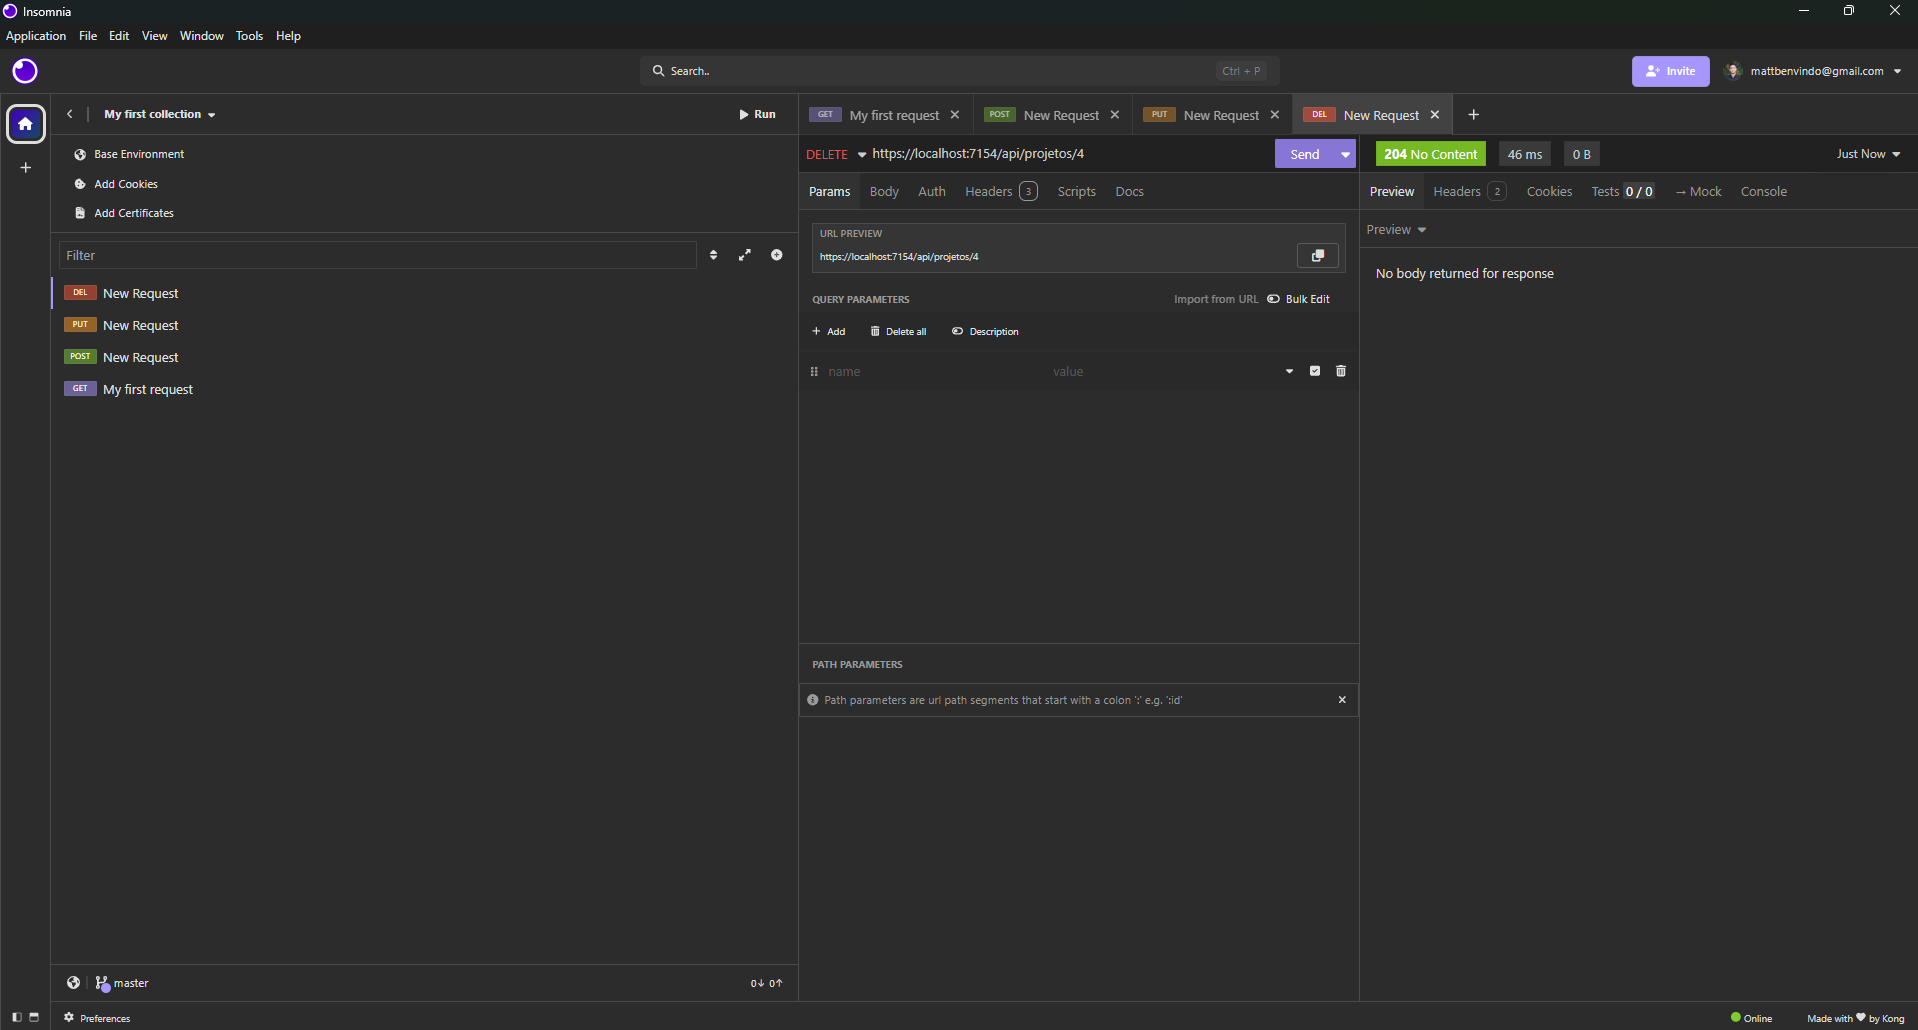 Insomnia
Application File Edit View Window Tools Help
Search.. Ctrl + P
Invite mattbenvindo@gmail.com
My first collection Run
GET My first request POST New Request PUT New Request DEL New Request
Base Environment
Add Cookies
Add Certificates
Filter
DEL New Request
PUT New Request
POST New Request
GET My first request
DELETE https://localhost:7154/api/projetos/4 Send
Params Body Auth Headers 3 Scripts Docs
URL PREVIEW
https://localhost:7154/api/projetos/4
QUERY PARAMETERS Import from URL Bulk Edit
+ Add Delete all Description
name value
PATH PARAMETERS
Path parameters are url path segments that start with a colon ':' e.g. ':id'
204 No Content 46 ms 0 B Just Now
Preview Headers 2 Cookies Tests 0 / 0 → Mock Console
Preview
No body returned for response
master 0↓ 0↑
Preferences
Online Made with ♥ by Kong